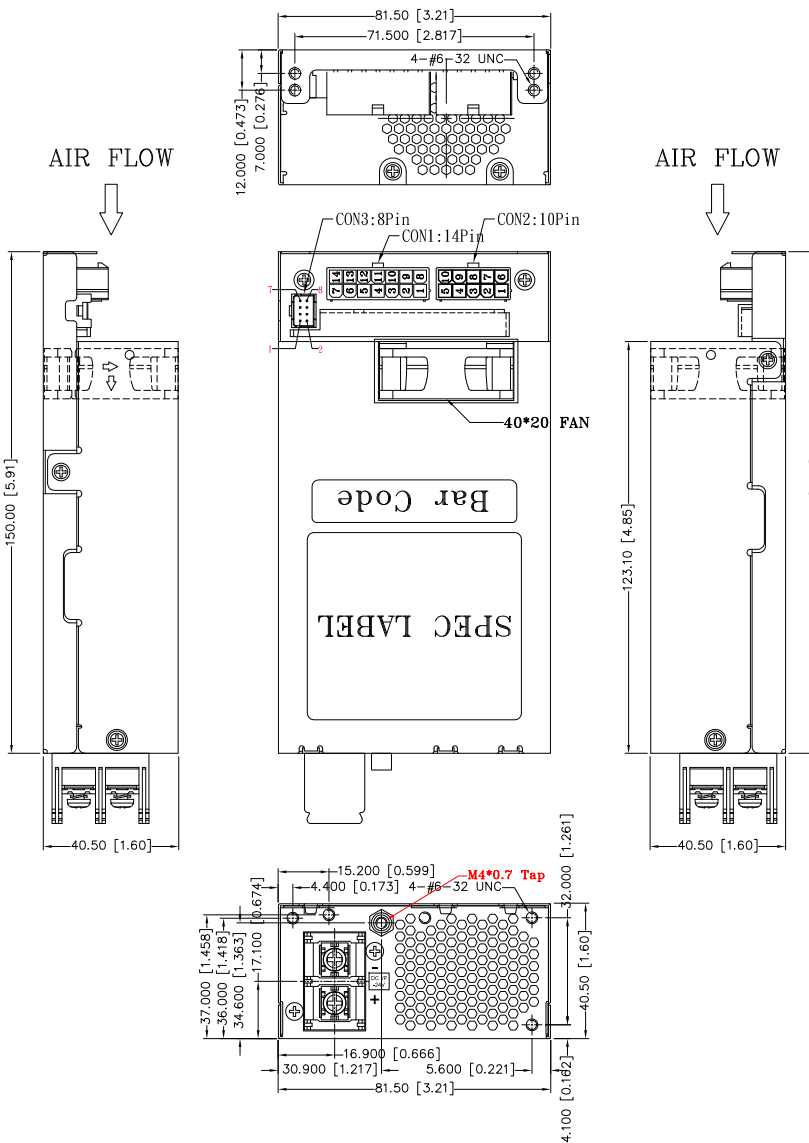 81.50 [3.21]
71.500 [2.817]
4-#6-32 UNC
12.000 [0.473]
7.000 [0.276]
AIR FLOW
AIR FLOW
CON3:8Pin
CON2:10Pin
CON1:14Pin
7 8
14 13 12 11 10 9 8
7 6 5 4 3 2 1
10 9 8 7 6
5 4 3 2 1
1 2
40*20 FAN
Bar Code
SPEC LABEL
150.00 [5.91]
123.10 [4.85]
40.50 [1.60]
40.50 [1.60]
15.200 [0.599]
M4*0.7 Tap
4.400 [0.173]
4-#6-32 UNC
32.000 [1.261]
37.000 [1.458]
36.000 [1.418]
34.600 [1.363]
17.100 [0.674]
40.50 [1.60]
-
-24V
+
16.900 [0.666]
30.900 [1.217]
5.600 [0.221]
81.50 [3.21]
4.100 [0.162]